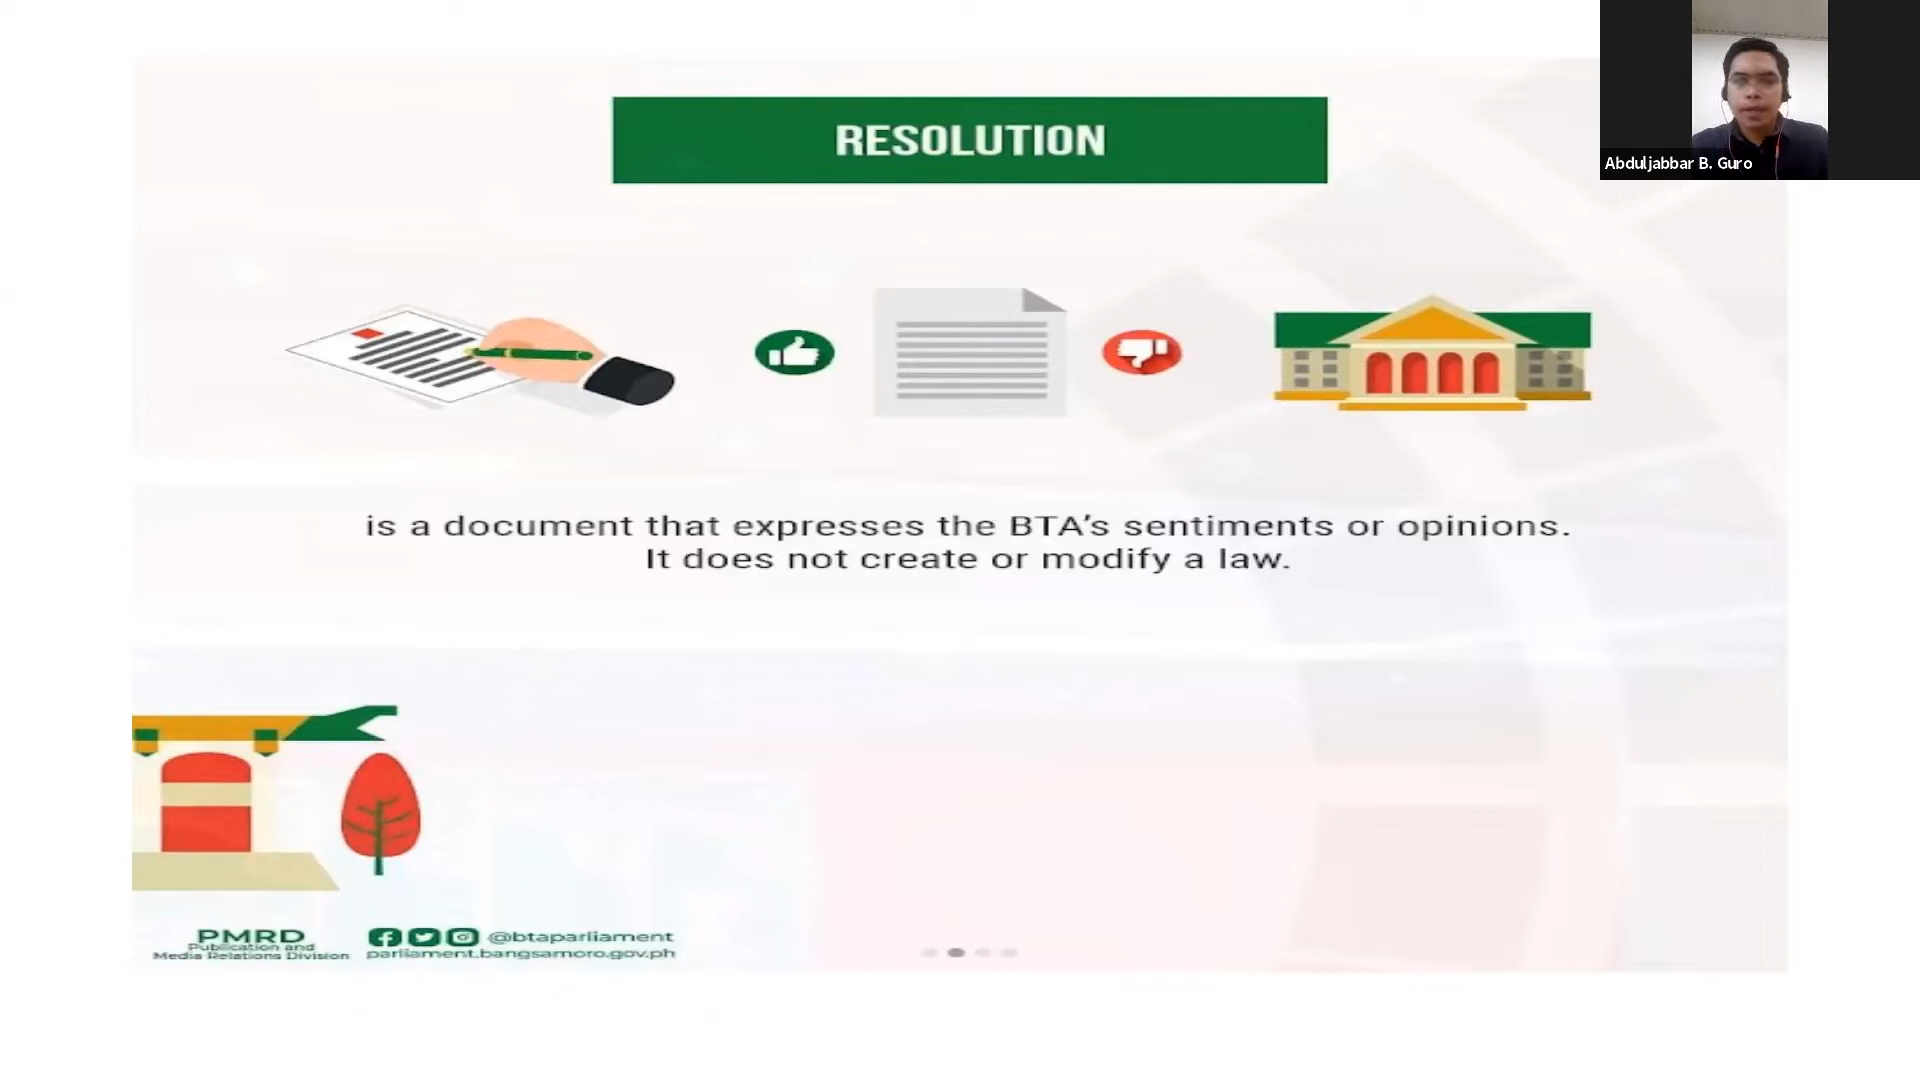 RESOLUTION
Abduljabbar B. Guro
is a document that expresses the BTA's sentiments or opinions.
It does not create or modify a law.
PMRD
Publication and
Media Relations Division
@btaparliament
parliament.bangsamoro.gov.ph